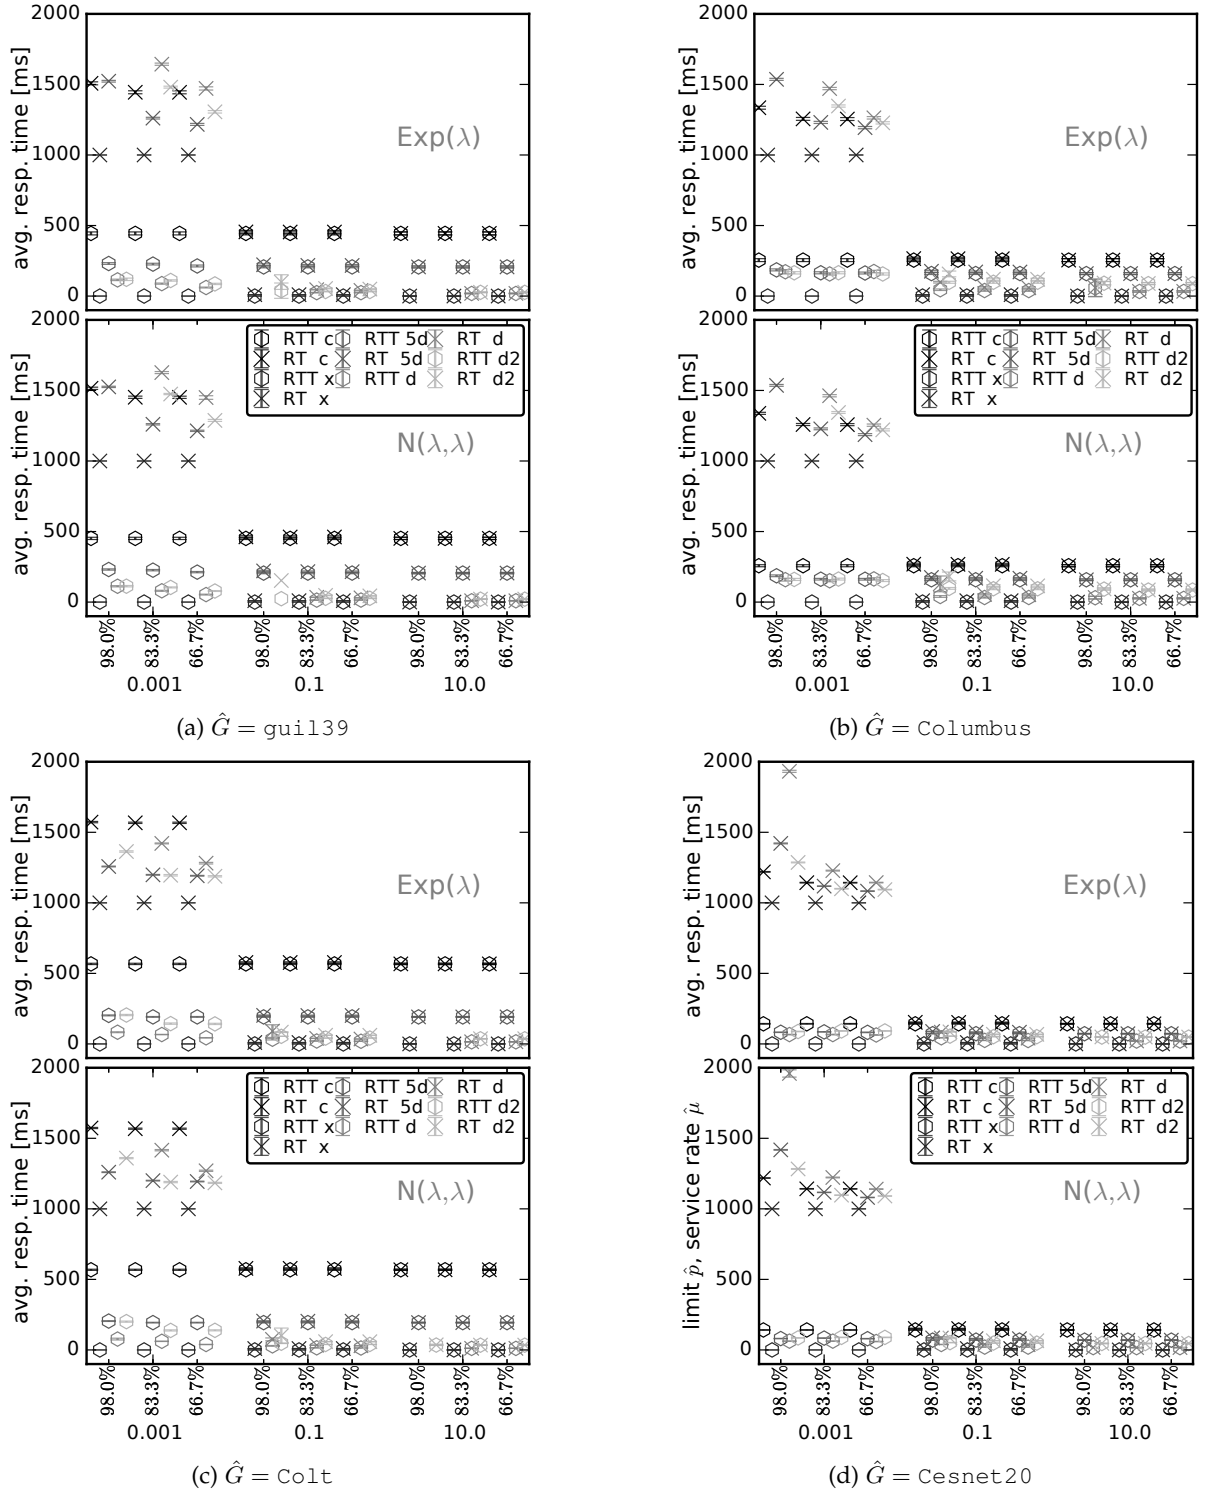 2000
1500
1000
500
0
avg. resp. time [ms]
Exp(λ)
2000
1500
1000
500
0
avg. resp. time [ms]
RTT c RTT 5d RT d
RT c RT 5d RTT d2
RTT x RTT d RT d2
RT x
N(λ,λ)
98.0% 83.3% 66.7% 98.0% 83.3% 66.7% 98.0% 83.3% 66.7%
0.001 0.1 10.0
(a) Ĝ = guil39
2000
1500
1000
500
0
avg. resp. time [ms]
Exp(λ)
2000
1500
1000
500
0
avg. resp. time [ms]
RTT c RTT 5d RT d
RT c RT 5d RTT d2
RTT x RTT d RT d2
RT x
N(λ,λ)
98.0% 83.3% 66.7% 98.0% 83.3% 66.7% 98.0% 83.3% 66.7%
0.001 0.1 10.0
(b) Ĝ = Columbus
2000
1500
1000
500
0
avg. resp. time [ms]
Exp(λ)
2000
1500
1000
500
0
avg. resp. time [ms]
RTT c RTT 5d RT d
RT c RT 5d RTT d2
RTT x RTT d RT d2
RT x
N(λ,λ)
98.0% 83.3% 66.7% 98.0% 83.3% 66.7% 98.0% 83.3% 66.7%
0.001 0.1 10.0
(c) Ĝ = Colt
2000
1500
1000
500
0
avg. resp. time [ms]
Exp(λ)
2000
1500
1000
500
0
limit p̂, service rate μ̂
RTT c RTT 5d RT d
RT c RT 5d RTT d2
RTT x RTT d RT d2
RT x
N(λ,λ)
98.0% 83.3% 66.7% 98.0% 83.3% 66.7% 98.0% 83.3% 66.7%
0.001 0.1 10.0
(d) Ĝ = Cesnet20